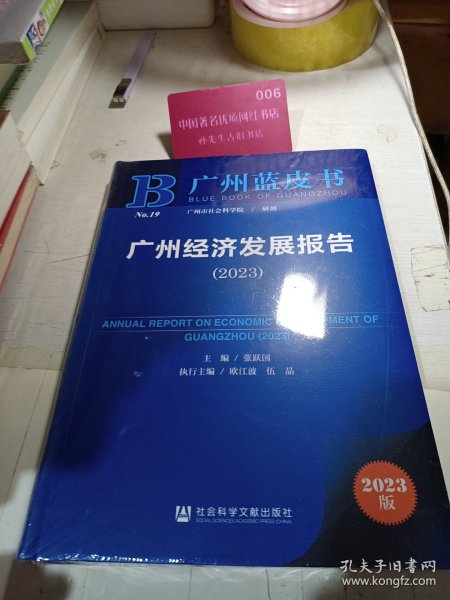 006
中国著名优质网红书店
孙先生古旧书店
B
No.19
广州蓝皮书
BLUE BOOK OF GUANGZHOU
广州市社会科学院 / 研创
广州经济发展报告
(2023)
ANNUAL REPORT ON ECONOMIC MENT OF
GUANGZHOU (2023)
主 编 / 张跃国
执行主编 / 欧江波 伍 晶
2023
版
社会科学文献出版社
SOCIAL SCIENCES ACADEMIC PRESS (CHINA)
孔夫子旧书网
www.kongfz.com